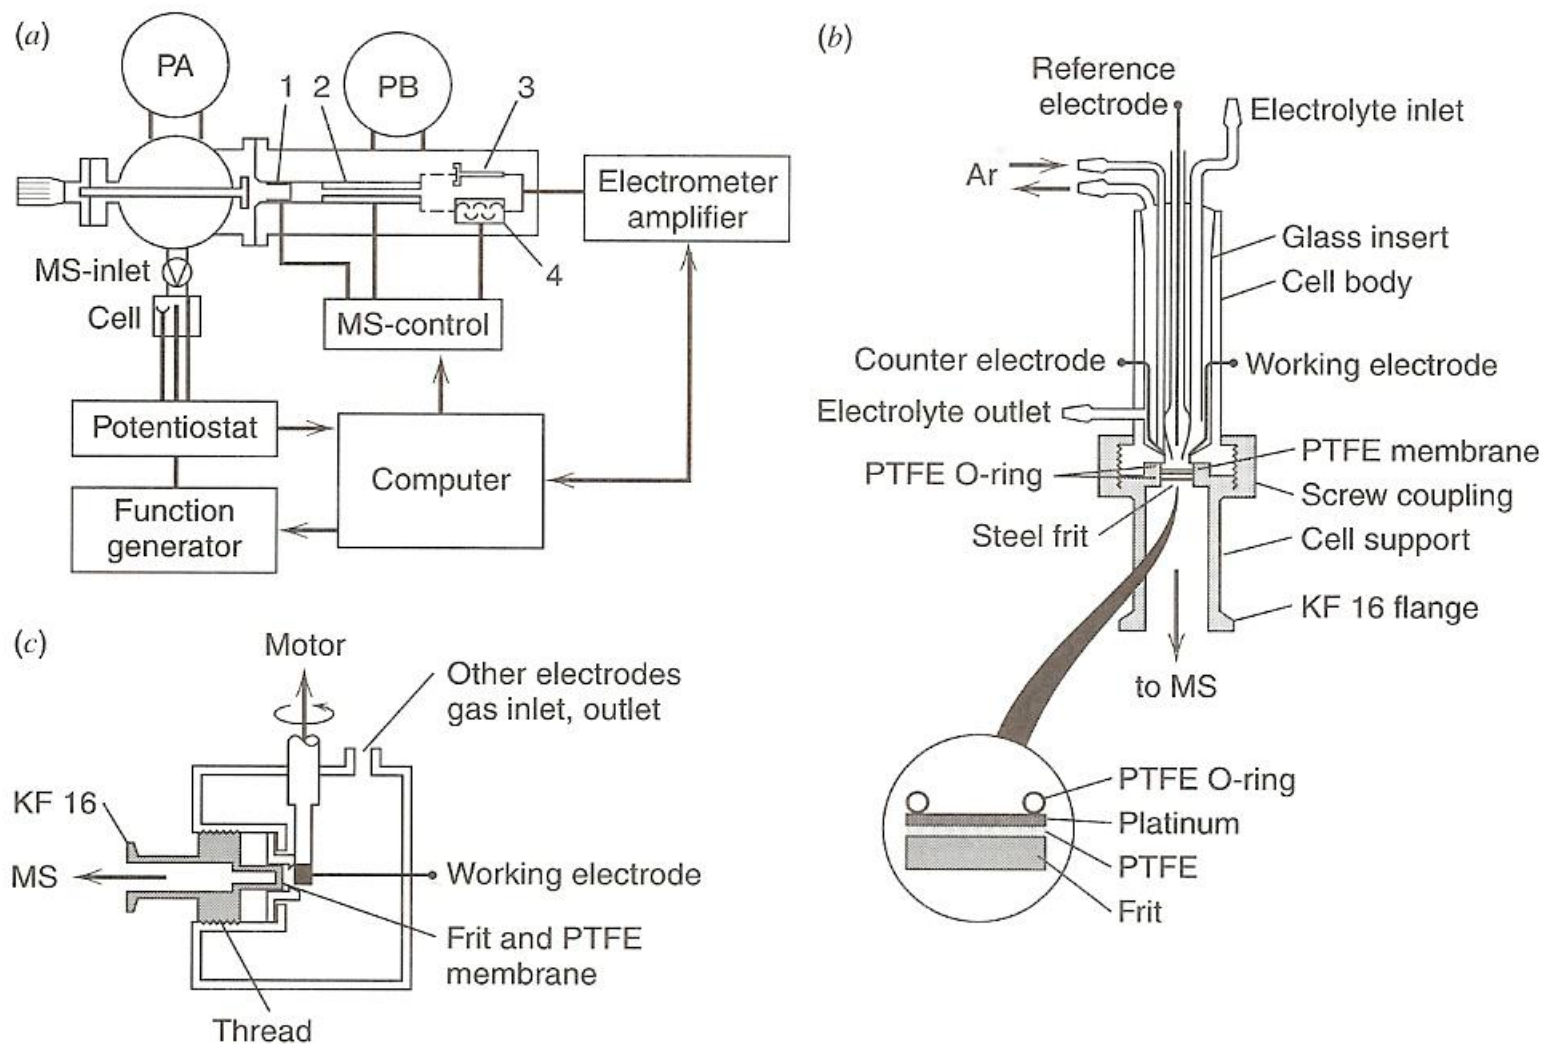 (a)
PA
1
2
PB
3
Electrometer
amplifier
MS-inlet
4
Cell
MS-control
Potentiostat
Computer
Function
generator
(b)
Reference
electrode
Electrolyte inlet
Ar
Glass insert
Cell body
Counter electrode
Working electrode
Electrolyte outlet
PTFE O-ring
PTFE membrane
Screw coupling
Steel frit
Cell support
KF 16 flange
to MS
PTFE O-ring
Platinum
PTFE
Frit
(c)
Motor
Other electrodes
gas inlet, outlet
KF 16
MS
Working electrode
Frit and PTFE
membrane
Thread